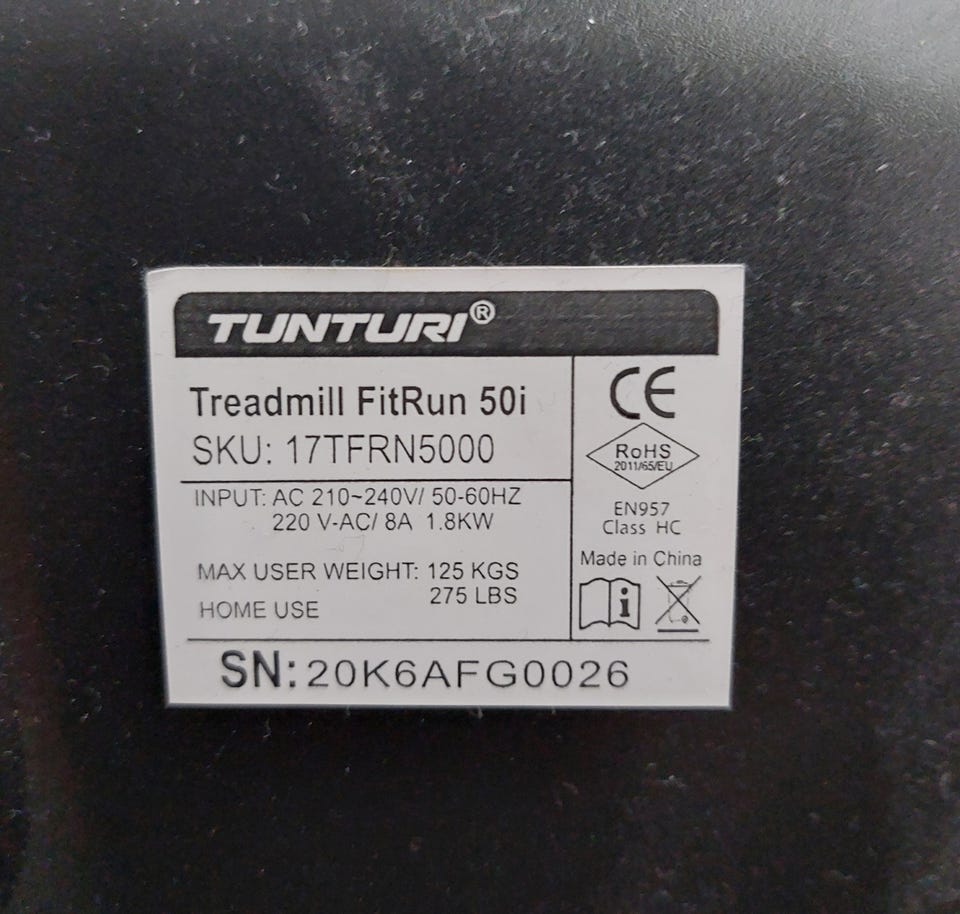 TUNTURI®
Treadmill FitRun 50i
SKU: 17TFRN5000
INPUT: AC 210~240V/ 50-60HZ
220 V-AC/ 8A 1.8KW
MAX USER WEIGHT: 125 KGS
275 LBS
HOME USE
CE
RoHS
2011/65/EU
EN957
Class HC
Made in China
i
SN: 20K6AFG0026